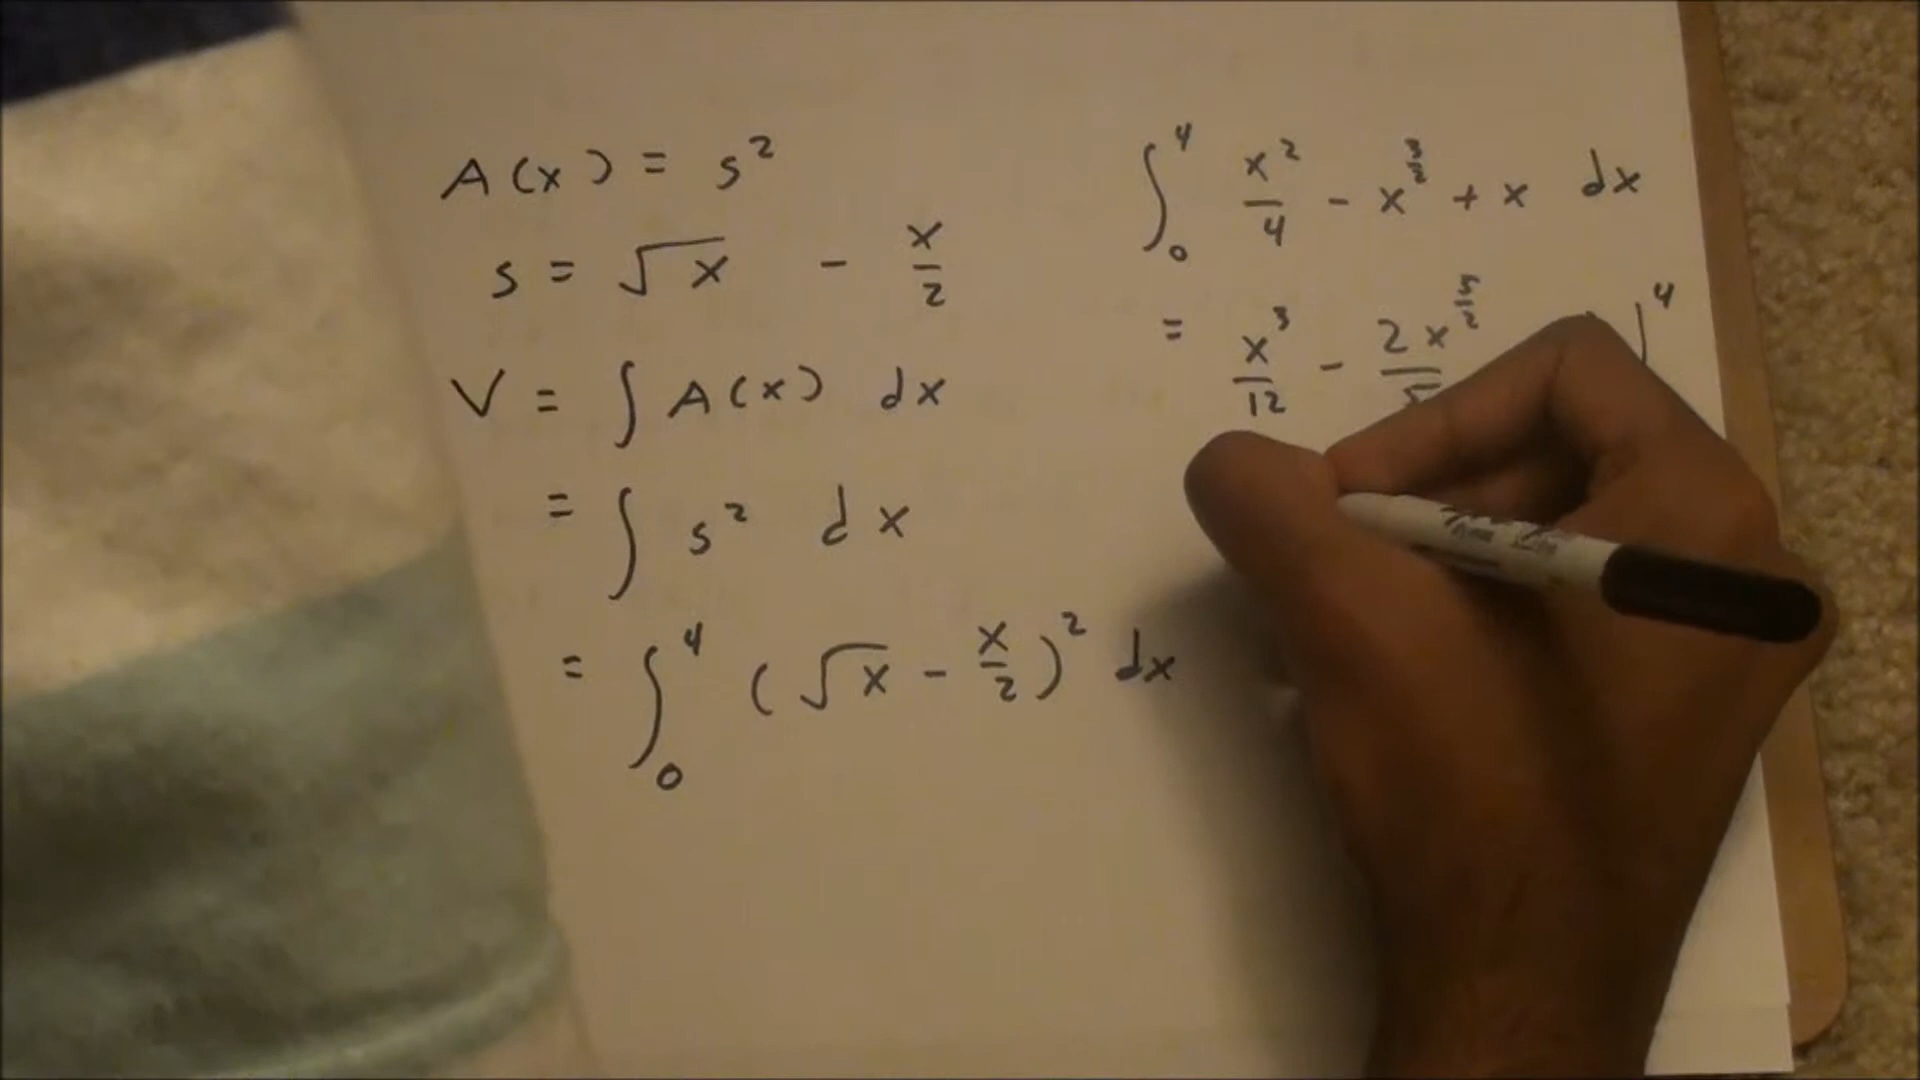 A(x) = s²
s = √x - x/2
V = ∫ A(x) dx
= ∫ s² dx
= ∫₀⁴ (√x - x/2)² dx
∫₀⁴ x²/4 - x^(3/2) + x dx
= x³/12 - 2x^(5/2)/5 |⁴